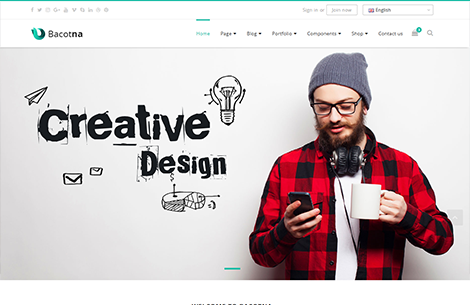 Sign in or Join now English
Bacotna Home Page Blog Portfolio Components Shop Contact us 0
Creative
Design
WELCOME TO BACOTNA